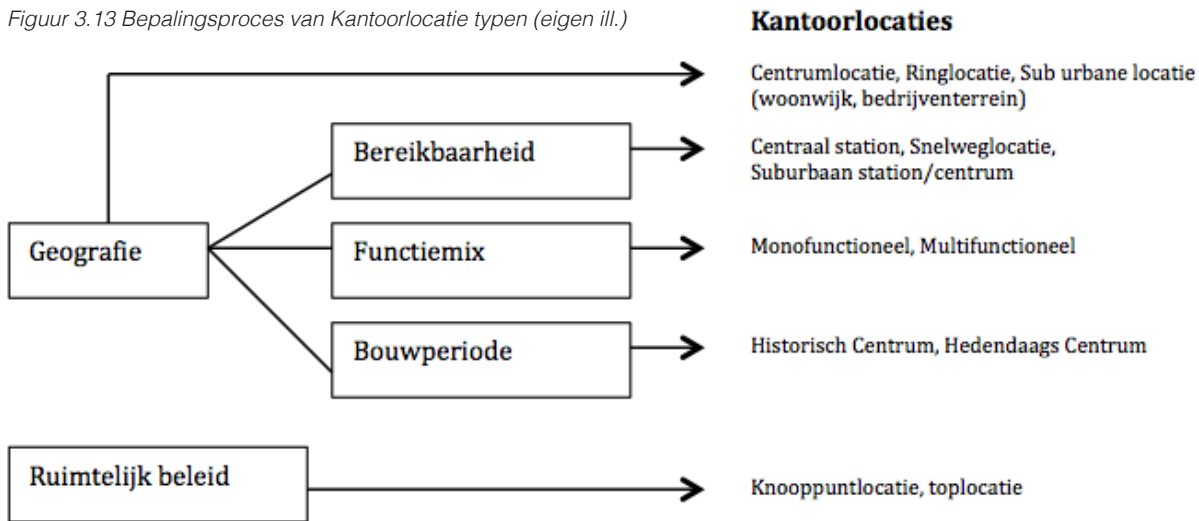 Figuur 3.13 Bepalingsproces van Kantoorlocatie typen (eigen ill.)
Kantoorlocaties
Centrumlocatie, Ringlocatie, Sub urbane locatie
(woonwijk, bedrijventerrein)
Bereikbaarheid
Centraal station, Snelweglocatie,
Suburbaan station/centrum
Geografie
Functiemix
Monofunctioneel, Multifunctioneel
Bouwperiode
Historisch Centrum, Hedendaags Centrum
Ruimtelijk beleid
Knooppuntlocatie, toplocatie